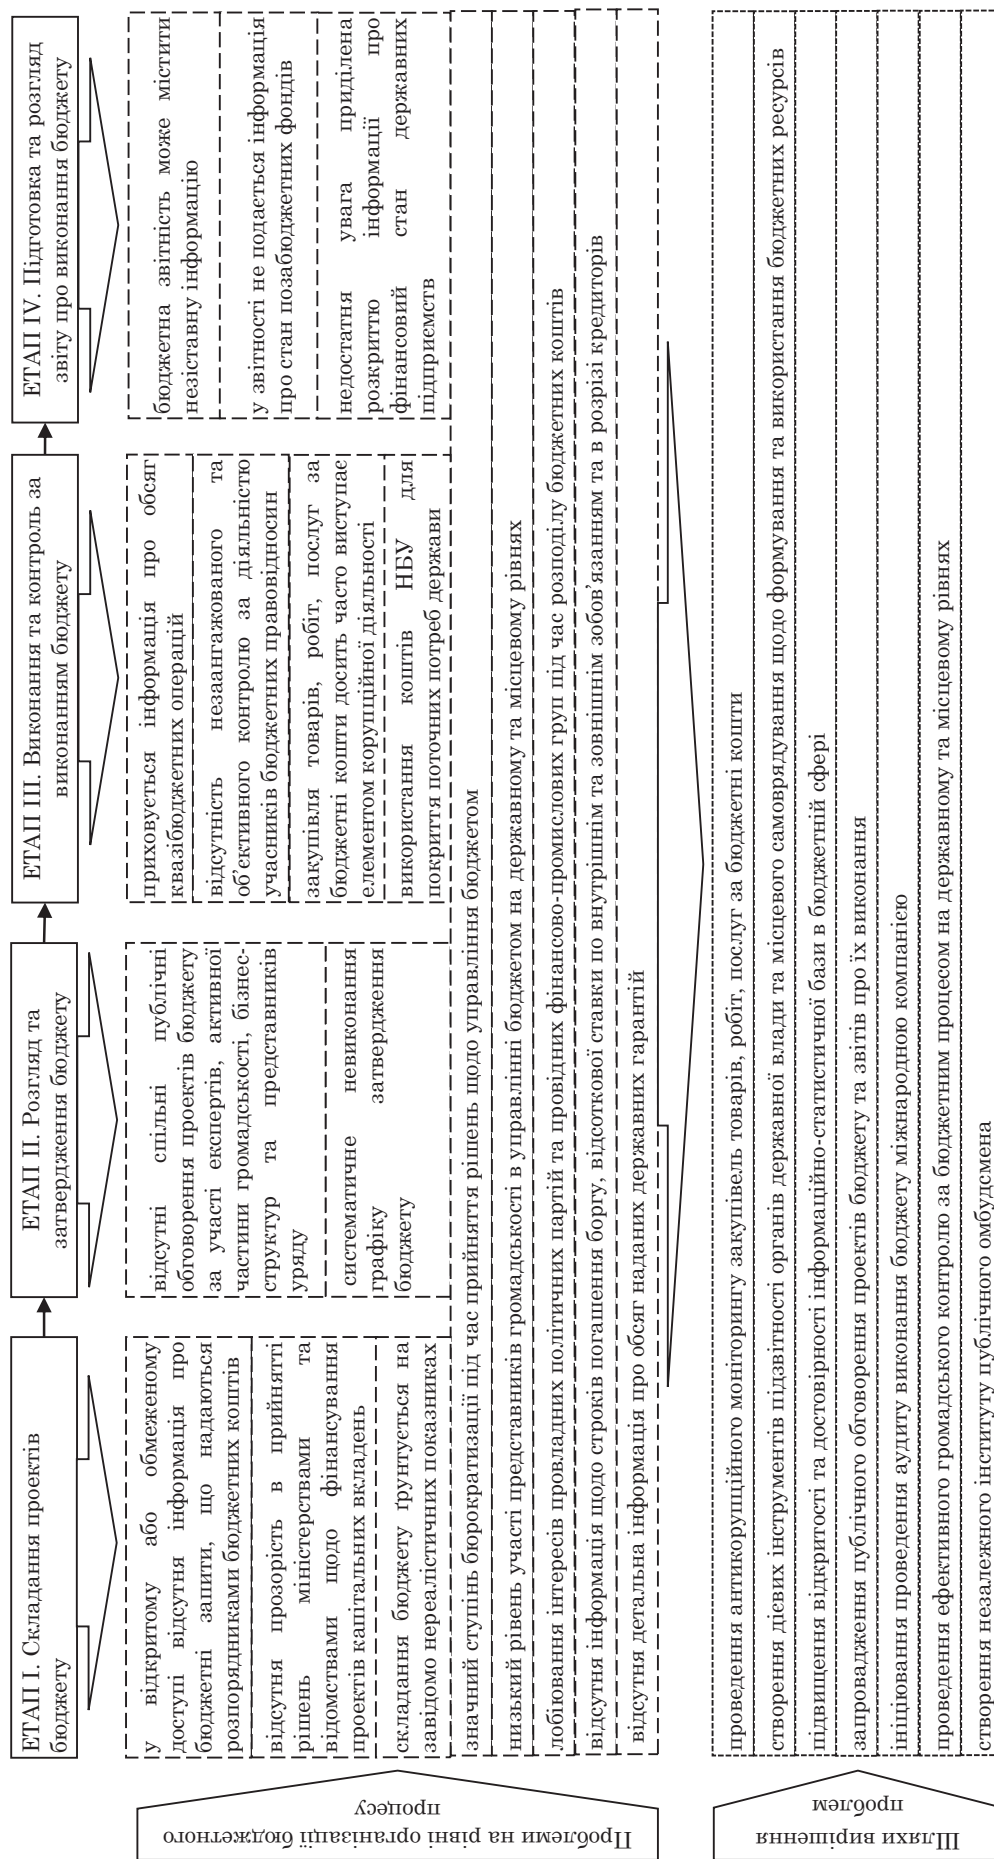 ЕТАП І. Складання проектів
бюджету
ЕТАП ІІ. Розгляд та
затвердження бюджету
ЕТАП ІІІ. Виконання та контроль за
виконанням бюджету
ЕТАП IV. Підготовка та розгляд
звіту про виконання бюджету
Проблеми на рівні організації бюджетного
процесу
у відкритому або обмеженому
доступі відсутня інформація про
бюджетні запити, що надаються
розпорядниками бюджетних коштів
відсутня прозорість в прийнятті
рішень міністерствами та
відомствами щодо фінансування
проектів капітальних вкладень
складання бюджету ґрунтується на
завідомо нереалістичних показниках
відсутні спільні публічні
обговорення проектів бюджету
за участі експертів, активної
частини громадськості, бізнес-
структур та представників
уряду
систематичне невиконання
графіку затвердження
бюджету
приховується інформація про обсяг
квазібюджетних операцій
відсутність незаангажованого та
об'єктивного контролю за діяльністю
учасників бюджетних правовідносин
закупівля товарів, робіт, послуг за
бюджетні кошти досить часто виступає
елементом корупційної діяльності
використання коштів НБУ для
покриття поточних потреб держави
бюджетна звітність може містити
незіставну інформацію
у звітності не подається інформація
про стан позабюджетних фондів
недостатня увага приділена
розкриттю інформації про
фінансовий стан державних
підприємств
значний ступінь бюрократизації під час прийняття рішень щодо управління бюджетом
низький рівень участі представників громадськості в управлінні бюджетом на державному та місцевому рівнях
лобіювання інтересів провладних політичних партій та провідних фінансово-промислових груп під час розподілу бюджетних коштів
відсутня інформація щодо строків погашення боргу, відсоткової ставки по внутрішнім та зовнішнім зобов'язанням та в розрізі кредиторів
відсутня детальна інформація про обсяг наданих державних гарантій
Шляхи вирішення
проблем
проведення антикорупційного моніторингу закупівель товарів, робіт, послуг за бюджетні кошти
створення дієвих інструментів підзвітності органів державної влади та місцевого самоврядування щодо формування та використання бюджетних ресурсів
підвищення відкритості та достовірності інформаційно-статистичної бази в бюджетній сфері
запровадження публічного обговорення проектів бюджету та звітів про їх виконання
ініціювання проведення аудиту виконання бюджету міжнародною компанією
проведення ефективного громадського контролю за бюджетним процесом на державному та місцевому рівнях
створення незалежного інституту публічного омбудсмена